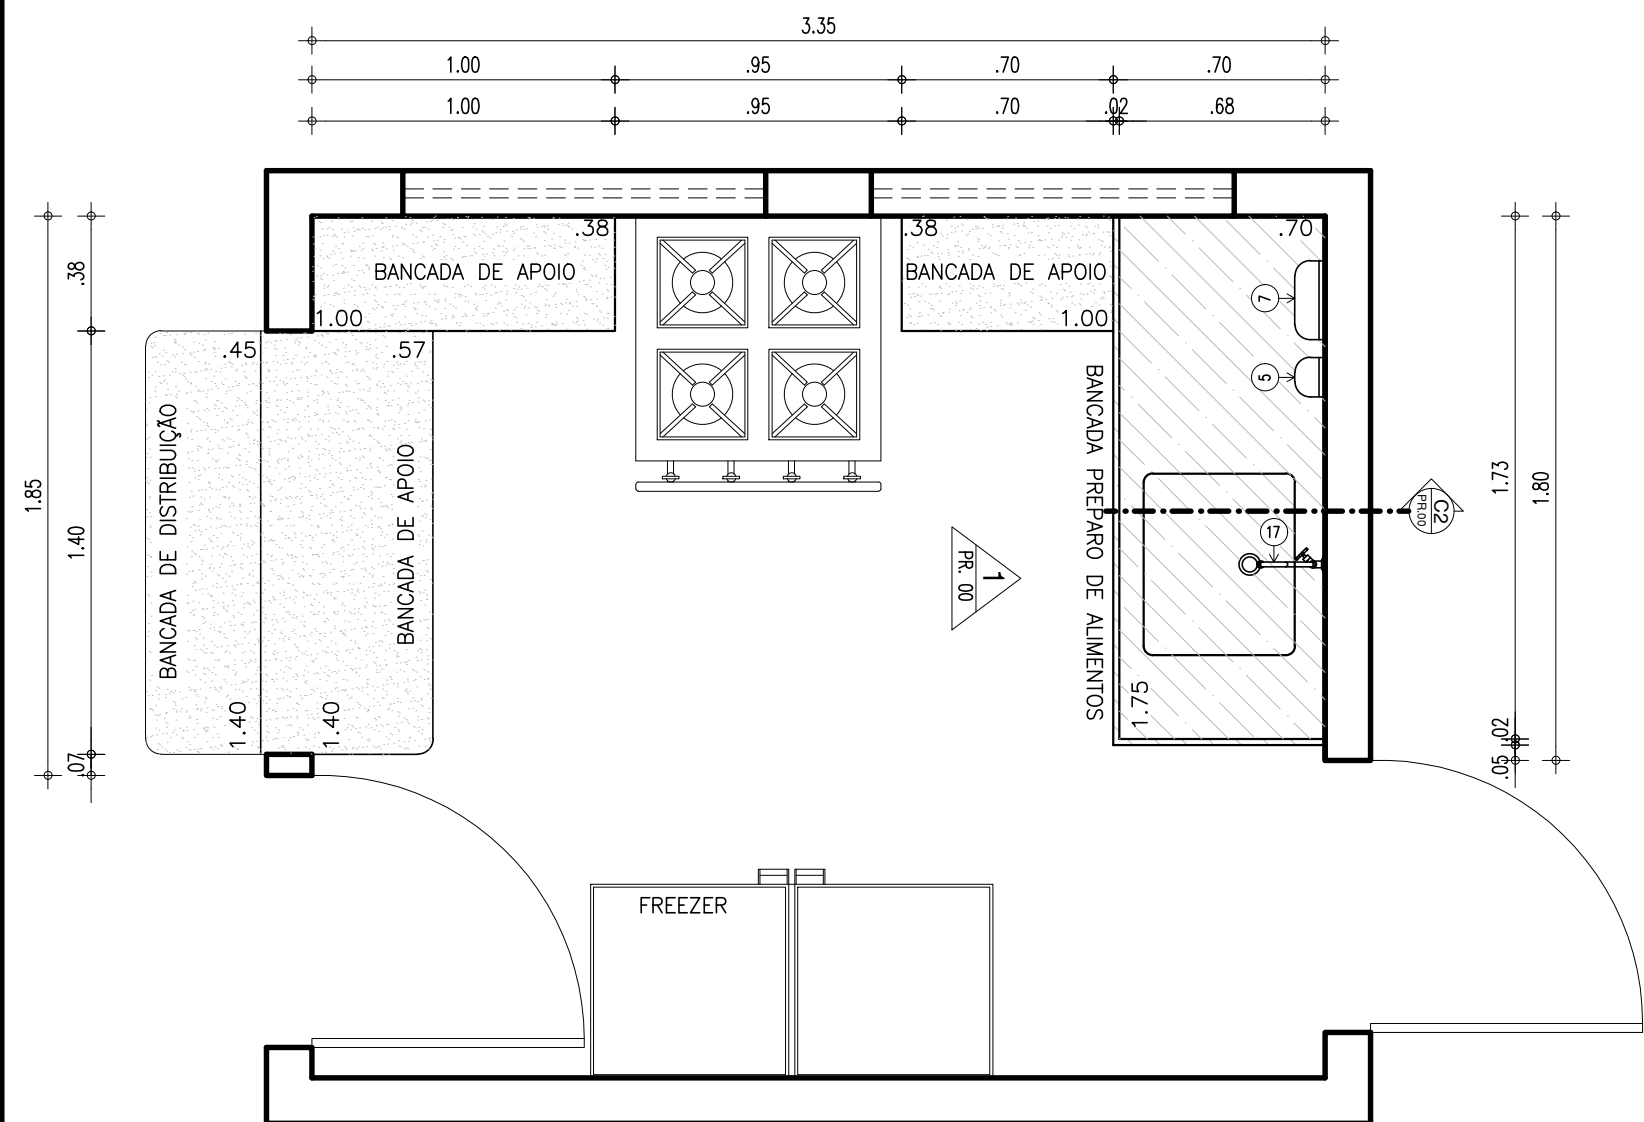 3.35
1.00 .95 .70 .70
1.00 .95 .70 .02 .68
.38 .38 .70
BANCADA DE APOIO
BANCADA DE APOIO
1.00 1.00
7
5
.38
1.40
.07
1.85
.45 .57
BANCADA DE DISTRIBUIÇÃO
BANCADA DE APOIO
1.40 1.40
BANCADA PREPARO DE ALIMENTOS
1.75
17
1
PR. 00
C2
PR.00
1.73
.02
.05
1.80
FREEZER